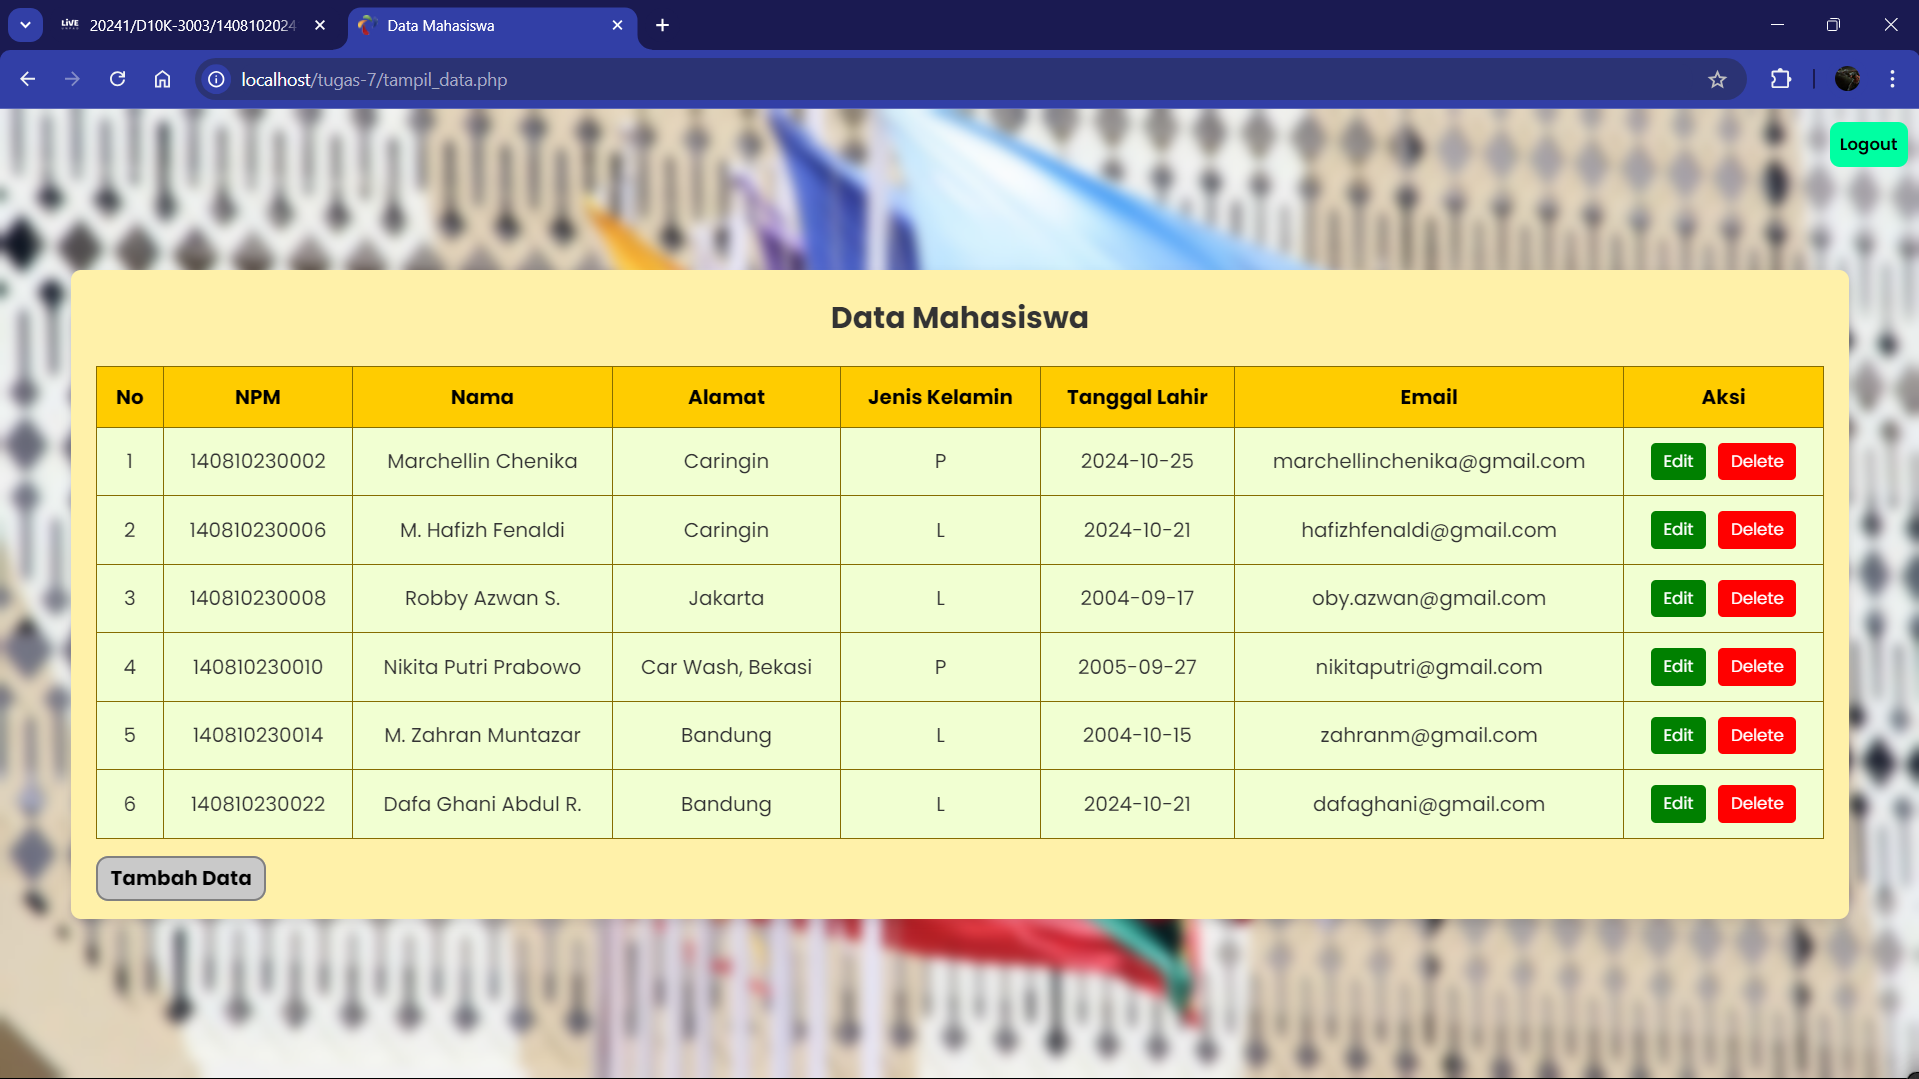 LiVE 20241/D10K-3003/1408102024 Data Mahasiswa
localhost/tugas-7/tampil_data.php
Logout
Data Mahasiswa
No NPM Nama Alamat Jenis Kelamin Tanggal Lahir Email Aksi
1 140810230002 Marchellin Chenika Caringin P 2024-10-25 marchellinchenika@gmail.com Edit Delete
2 140810230006 M. Hafizh Fenaldi Caringin L 2024-10-21 hafizhfenaldi@gmail.com Edit Delete
3 140810230008 Robby Azwan S. Jakarta L 2004-09-17 oby.azwan@gmail.com Edit Delete
4 140810230010 Nikita Putri Prabowo Car Wash, Bekasi P 2005-09-27 nikitaputri@gmail.com Edit Delete
5 140810230014 M. Zahran Muntazar Bandung L 2004-10-15 zahranm@gmail.com Edit Delete
6 140810230022 Dafa Ghani Abdul R. Bandung L 2024-10-21 dafaghani@gmail.com Edit Delete
Tambah Data